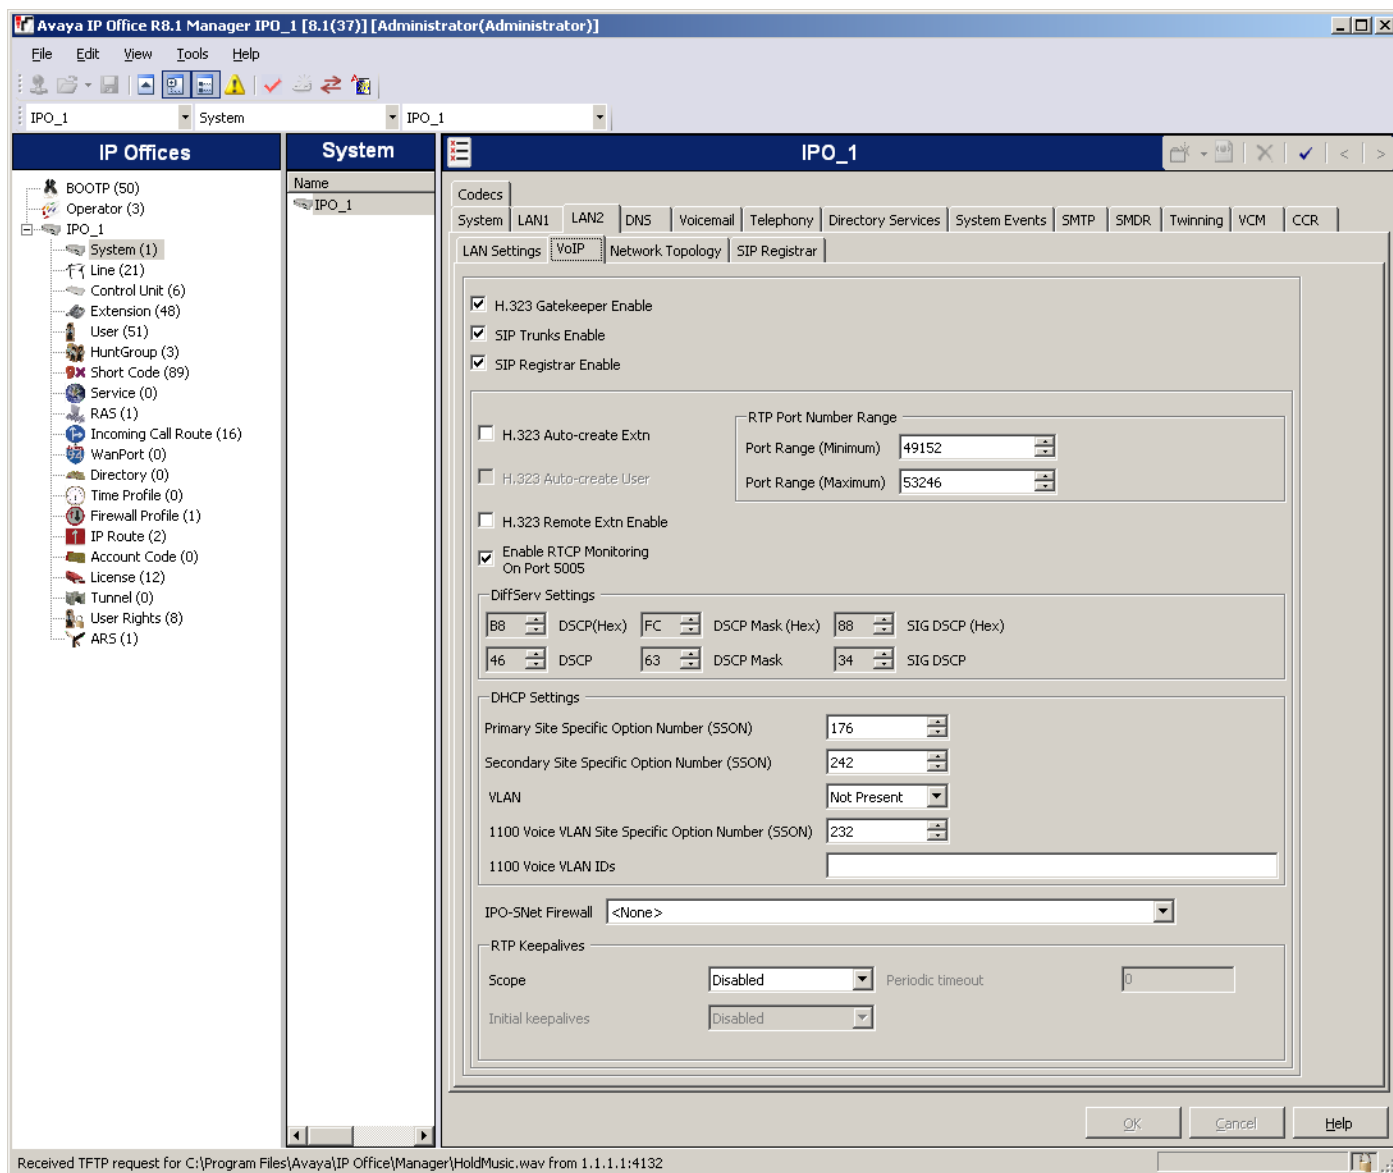 Avaya IP Office R8.1 Manager IPO_1 [8.1(37)] [Administrator(Administrator)]
File Edit View Tools Help
IPO_1 System IPO_1
IP Offices
BOOTP (50)
Operator (3)
IPO_1
System (1)
Line (21)
Control Unit (6)
Extension (48)
User (51)
HuntGroup (3)
Short Code (89)
Service (0)
RAS (1)
Incoming Call Route (16)
WanPort (0)
Directory (0)
Time Profile (0)
Firewall Profile (1)
IP Route (2)
Account Code (0)
License (12)
Tunnel (0)
User Rights (8)
ARS (1)
System
Name
IPO_1
IPO_1
Codecs
System LAN1 LAN2 DNS Voicemail Telephony Directory Services System Events SMTP SMDR Twinning VCM CCR
LAN Settings VoIP Network Topology SIP Registrar
H.323 Gatekeeper Enable
SIP Trunks Enable
SIP Registrar Enable
H.323 Auto-create Extn
H.323 Auto-create User
H.323 Remote Extn Enable
Enable RTCP Monitoring
On Port 5005
RTP Port Number Range
Port Range (Minimum) 49152
Port Range (Maximum) 53246
DiffServ Settings
B8 DSCP(Hex) FC DSCP Mask (Hex) 88 SIG DSCP (Hex)
46 DSCP 63 DSCP Mask 34 SIG DSCP
DHCP Settings
Primary Site Specific Option Number (SSON) 176
Secondary Site Specific Option Number (SSON) 242
VLAN Not Present
1100 Voice VLAN Site Specific Option Number (SSON) 232
1100 Voice VLAN IDs
IPO-SNet Firewall <None>
RTP Keepalives
Scope Disabled Periodic timeout 0
Initial keepalives Disabled
OK Cancel Help
Received TFTP request for C:\Program Files\Avaya\IP Office\Manager\HoldMusic.wav from 1.1.1.1:4132